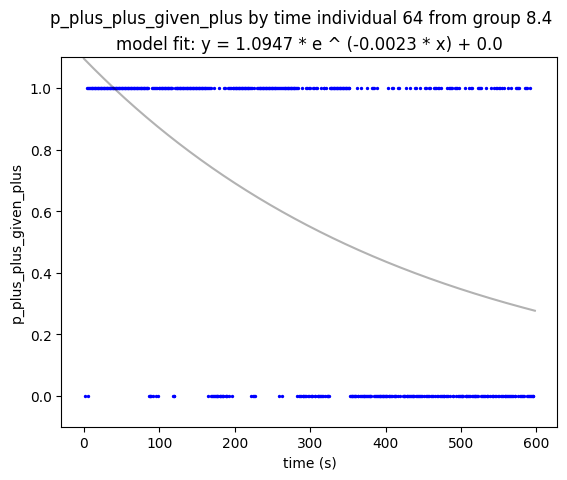 p_plus_plus_given_plus by time individual 64 from group 8.4
model fit: y = 1.0947 * e ^ (-0.0023 * x) + 0.0
p_plus_plus_given_plus
1.0
0.8
0.6
0.4
0.2
0.0
0 100 200 300 400 500 600
time (s)